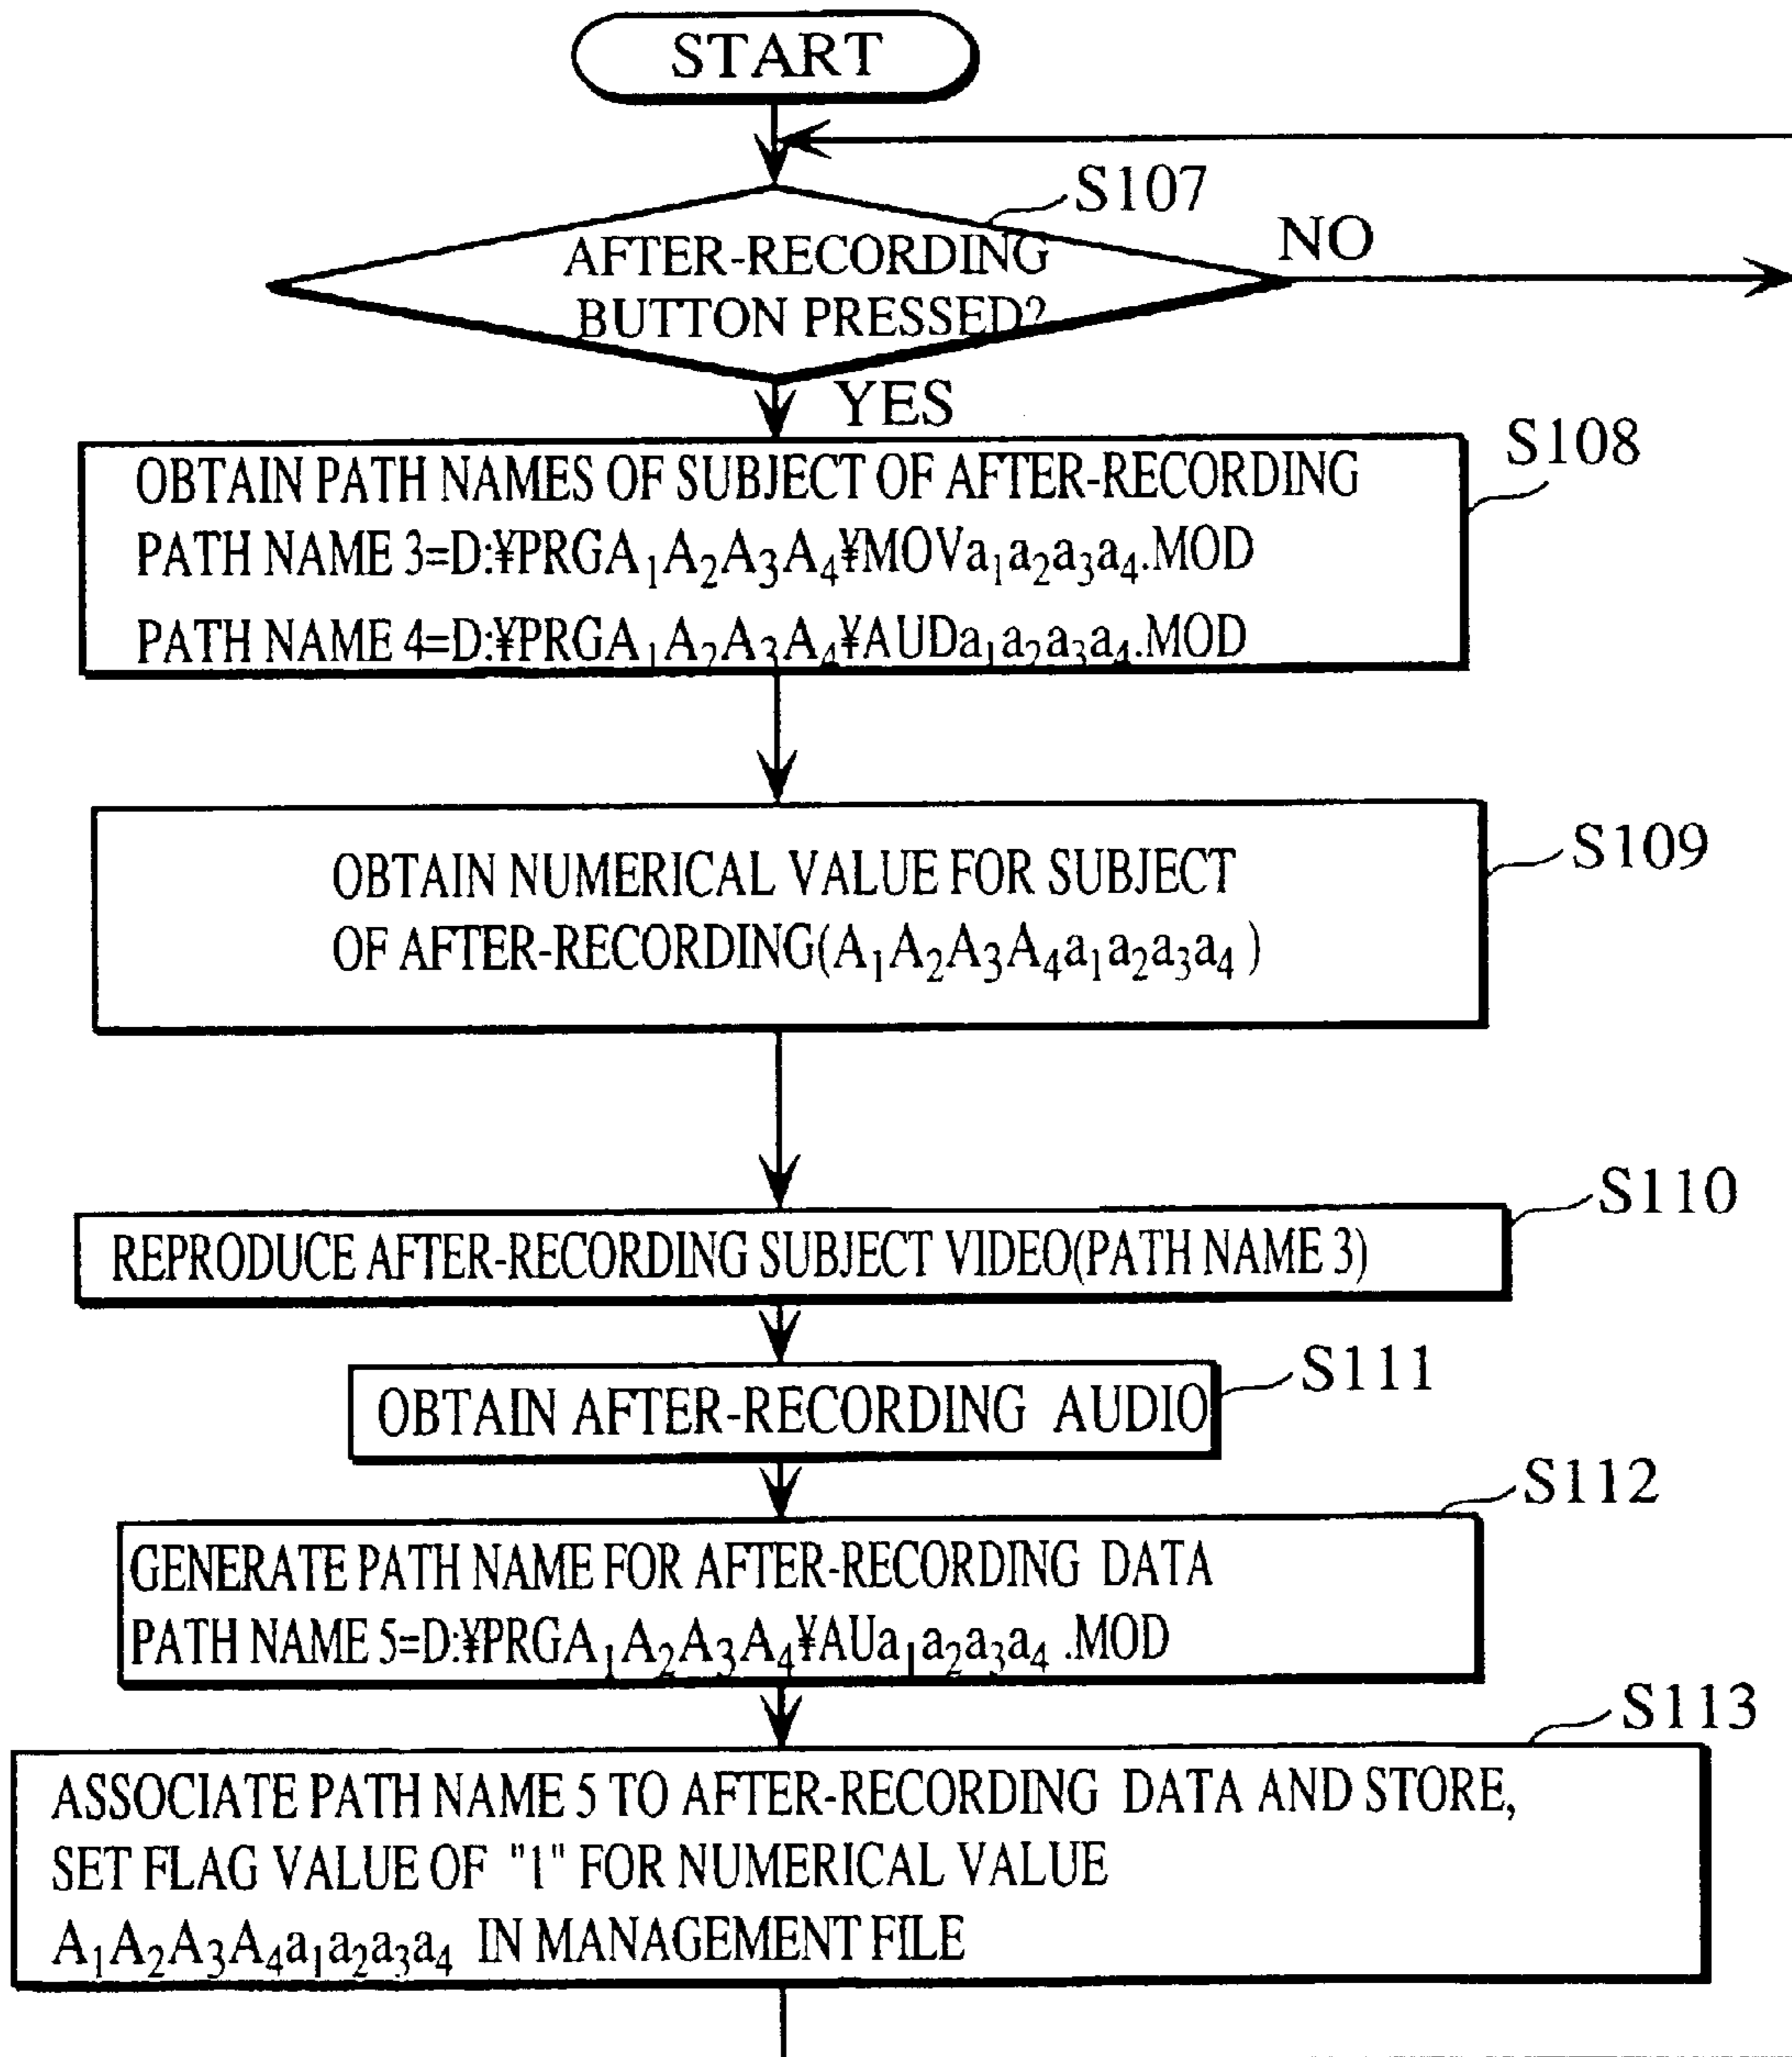 START
S107
AFTER-RECORDING
BUTTON PRESSED?
NO
YES
S108
OBTAIN PATH NAMES OF SUBJECT OF AFTER-RECORDING
PATH NAME 3=D:¥PRGA₁A₂A₃A₄¥MOVa₁a₂a₃a₄.MOD
PATH NAME 4=D:¥PRGA₁A₂A₃A₄¥AUDa₁a₂a₃a₄.MOD
S109
OBTAIN NUMERICAL VALUE FOR SUBJECT
OF AFTER-RECORDING(A₁A₂A₃A₄a₁a₂a₃a₄ )
S110
REPRODUCE AFTER-RECORDING SUBJECT VIDEO(PATH NAME 3)
S111
OBTAIN AFTER-RECORDING AUDIO
S112
GENERATE PATH NAME FOR AFTER-RECORDING DATA
PATH NAME 5=D:¥PRGA₁A₂A₃A₄¥AUa₁a₂a₃a₄ .MOD
S113
ASSOCIATE PATH NAME 5 TO AFTER-RECORDING DATA AND STORE,
SET FLAG VALUE OF "1" FOR NUMERICAL VALUE
A₁A₂A₃A₄a₁a₂a₃a₄ IN MANAGEMENT FILE